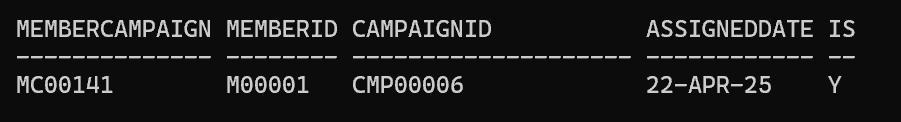 MEMBERCAMPAIGN MEMBERID CAMPAIGNID           ASSIGNEDDATE IS
-------------- -------- -------------------- ------------ --
MC00141        M00001   CMP00006             22-APR-25    Y